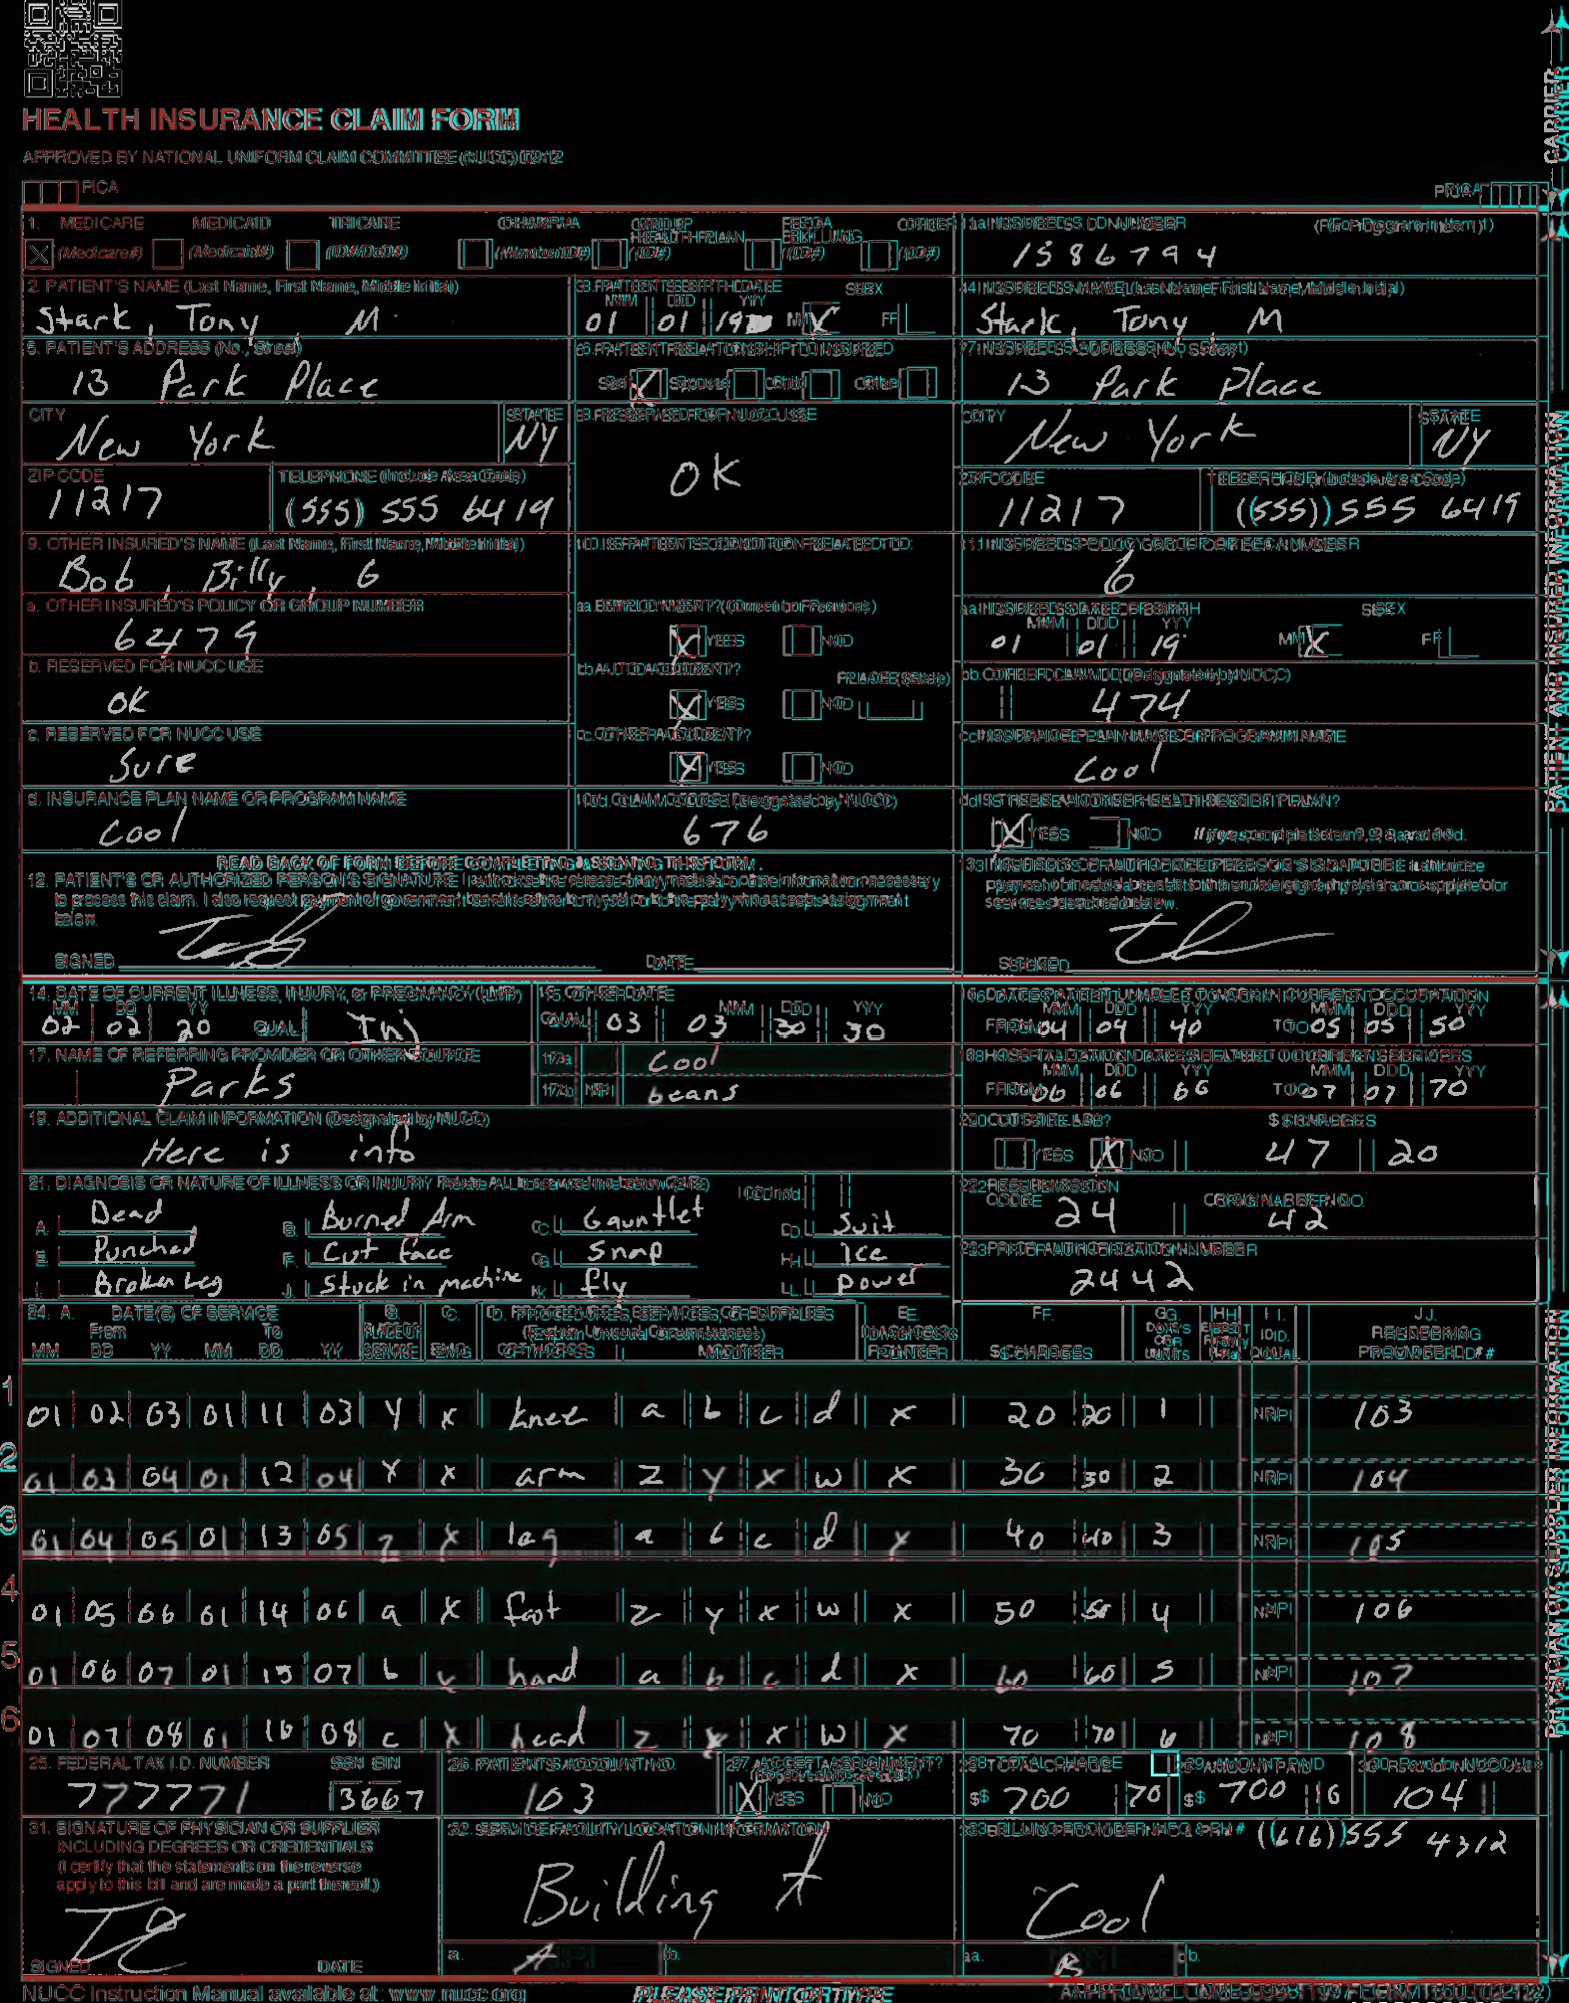 HEALTH INSURANCE CLAIM FORM
APPROVED BY NATIONAL UNIFORM CLAIM COMMITTEE (NUCC) 02/12
PICA PICA
CARRIER
1. MEDICARE MEDICAID TRICARE CHAMPVA GROUP HEALTH PLAN FECA BLK LUNG OTHER 1a. INSURED'S I.D. NUMBER (For Program in Item 1)
X (Medicare#) (Medicaid#) (ID#/DoD#) (Member ID#) (ID#) (ID#) (ID#) 1586794
2. PATIENT'S NAME (Last Name, First Name, Middle Initial) 3. PATIENT'S BIRTH DATE SEX 4. INSURED'S NAME (Last Name, First Name, Middle Initial)
MM DD YY
Stark, Tony, M 01 01 19 M X F Stark, Tony, M
5. PATIENT'S ADDRESS (No., Street) 6. PATIENT RELATIONSHIP TO INSURED 7. INSURED'S ADDRESS (No., Street)
13 Park Place Self X Spouse Child Other 13 Park Place
CITY STATE 8. RESERVED FOR NUCC USE CITY STATE
New York NY OK New York NY
ZIP CODE TELEPHONE (Include Area Code) ZIP CODE TELEPHONE (Include Area Code)
11217 (555) 555 6419 11217 (555) 555 6419
9. OTHER INSURED'S NAME (Last Name, First Name, Middle Initial) 10. IS PATIENT'S CONDITION RELATED TO: 11. INSURED'S POLICY GROUP OR FECA NUMBER
Bob, Billy, G 6
a. OTHER INSURED'S POLICY OR GROUP NUMBER a. EMPLOYMENT? (Current or Previous) a. INSURED'S DATE OF BIRTH SEX
MM DD YY
6479 X YES NO 01 01 19 M X F
b. RESERVED FOR NUCC USE b. AUTO ACCIDENT? PLACE (State) b. OTHER CLAIM ID (Designated by NUCC)
OK X YES NO 474
c. RESERVED FOR NUCC USE c. OTHER ACCIDENT? c. INSURANCE PLAN NAME OR PROGRAM NAME
Sure X YES NO Cool
d. INSURANCE PLAN NAME OR PROGRAM NAME 10d. CLAIM CODES (Designated by NUCC) d. IS THERE ANOTHER HEALTH BENEFIT PLAN?
Cool 676 X YES NO If yes, complete items 9, 9a, and 9d.
READ BACK OF FORM BEFORE COMPLETING & SIGNING THIS FORM.
12. PATIENT'S OR AUTHORIZED PERSON'S SIGNATURE I authorize the release of any medical or other information necessary
to process this claim. I also request payment of government benefits either to myself or to the party who accepts assignment
below.
SIGNED DATE
13. INSURED'S OR AUTHORIZED PERSON'S SIGNATURE I authorize
payment of medical benefits to the undersigned physician or supplier for
services described below.
SIGNED
PATIENT AND INSURED INFORMATION
14. DATE OF CURRENT ILLNESS, INJURY, or PREGNANCY (LMP) 15. OTHER DATE 16. DATES PATIENT UNABLE TO WORK IN CURRENT OCCUPATION
MM DD YY MM DD YY MM DD YY MM DD YY
02 02 20 QUAL. Inj QUAL. 03 03 30 30 FROM 04 04 40 TO 05 05 50
17. NAME OF REFERRING PROVIDER OR OTHER SOURCE 17a. Cool 18. HOSPITALIZATION DATES RELATED TO CURRENT SERVICES
MM DD YY MM DD YY
Parks 17b. NPI beans FROM 06 06 66 TO 07 07 70
19. ADDITIONAL CLAIM INFORMATION (Designated by NUCC) 20. OUTSIDE LAB? $ CHARGES
Here is info YES X NO 47 20
21. DIAGNOSIS OR NATURE OF ILLNESS OR INJURY Relate A-L to service line below (24E) ICD Ind. 22. RESUBMISSION CODE ORIGINAL REF. NO.
A. Dead B. Burned Arm C. Gauntlet D. Suit 24 42
E. Punched F. Cut face G. Snap H. Ice 23. PRIOR AUTHORIZATION NUMBER
I. Broken leg J. Stuck in machine K. fly L. power 2442
24. A. DATE(S) OF SERVICE B. C. D. PROCEDURES, SERVICES, OR SUPPLIES E. F. G. H. I. J.
From To PLACE OF (Explain Unusual Circumstances) DIAGNOSIS DAYS OR EPSDT ID. RENDERING
MM DD YY MM DD YY SERVICE EMG CPT/HCPCS MODIFIER POINTER $ CHARGES UNITS Family Plan QUAL. PROVIDER ID. #
1 01 02 03 01 11 03 y x knee a b c d x 20 20 1 NPI 103
2 01 03 04 01 12 04 Y x arm z y x w x 30 30 2 NPI 104
3 01 04 05 01 13 05 z x leg a b c d x 40 40 3 NPI 105
4 01 05 06 01 14 06 a x foot z y x w x 50 50 4 NPI 106
5 01 06 07 01 15 07 b x hand a b c d x 60 60 5 NPI 107
6 01 07 08 01 16 08 c x head z y x w x 70 70 6 NPI 108
25. FEDERAL TAX I.D. NUMBER SSN EIN 26. PATIENT'S ACCOUNT NO. 27. ACCEPT ASSIGNMENT? 28. TOTAL CHARGE 29. AMOUNT PAID 30. Rsvd for NUCC Use
(For govt. claims, see back)
777771 3667 103 X YES NO $ 700 70 $ 700 16 104
31. SIGNATURE OF PHYSICIAN OR SUPPLIER
INCLUDING DEGREES OR CREDENTIALS
(I certify that the statements on the reverse
apply to this bill and are made a part thereof.)
SIGNED DATE
32. SERVICE FACILITY LOCATION INFORMATION
Building A
a. A b.
33. BILLING PROVIDER INFO & PH # (616) 555 4312
Cool
a. B b.
PHYSICIAN OR SUPPLIER INFORMATION
NUCC Instruction Manual available at: www.nucc.org PLEASE PRINT OR TYPE APPROVED OMB-0938-1197 FORM 1500 (02-12)